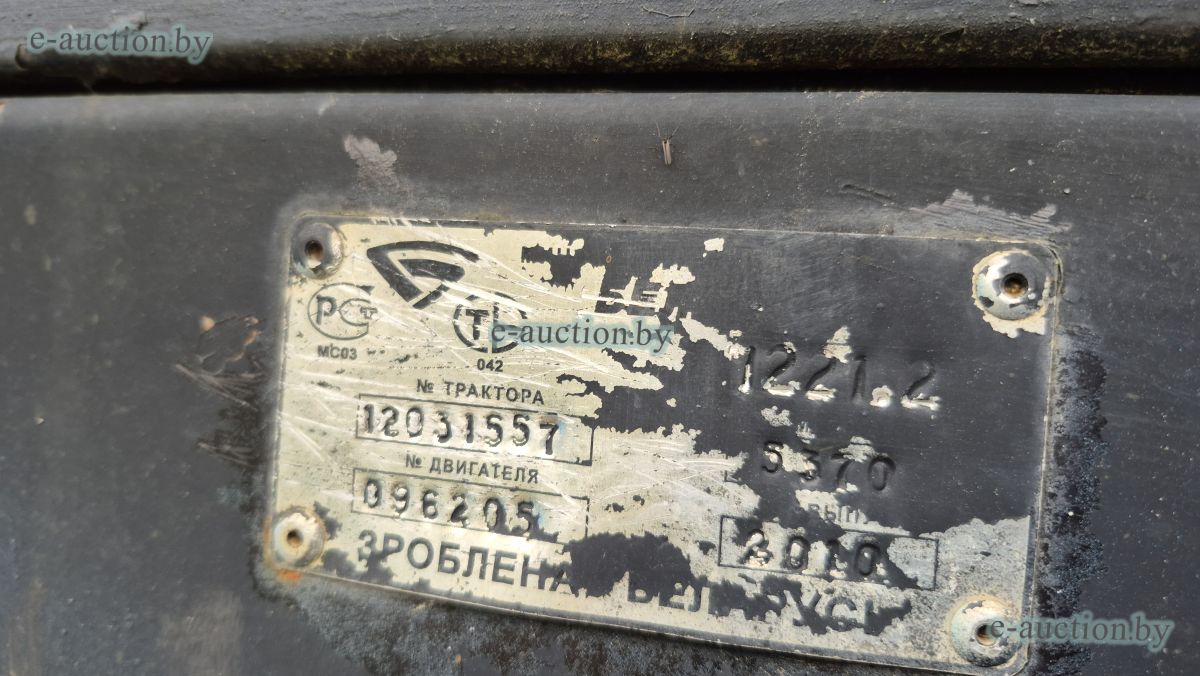 e-auction.by
РСТ
МС03
042
e-auction.by
1221.2
№ ТРАКТОРА
12031557
5370
№ ДВИГАТЕЛЯ
096205
2010
ЗРОБЛЕНА
e-auction.by